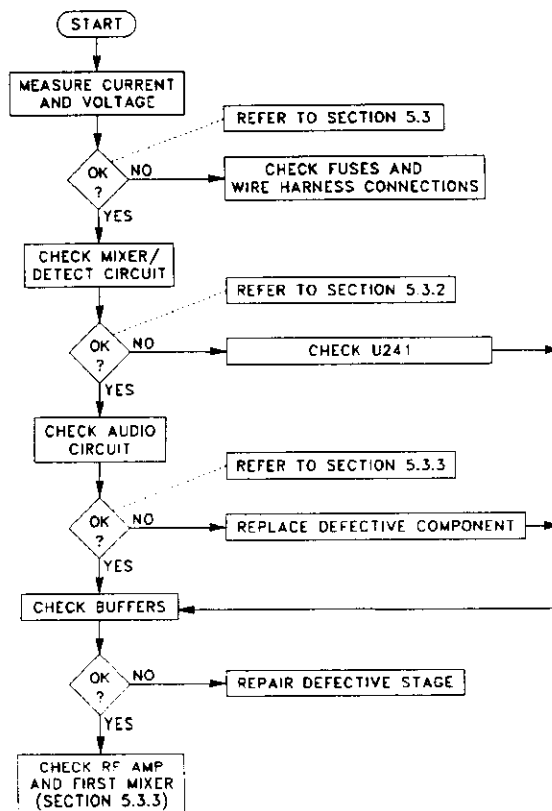 START
MEASURE CURRENT
AND VOLTAGE
REFER TO SECTION 5.3
OK
?
NO
CHECK FUSES AND
WIRE HARNESS CONNECTIONS
YES
CHECK MIXER/
DETECT CIRCUIT
REFER TO SECTION 5.3.2
OK
?
NO
CHECK U241
YES
CHECK AUDIO
CIRCUIT
REFER TO SECTION 5.3.3
OK
?
NO
REPLACE DEFECTIVE COMPONENT
YES
CHECK BUFFERS
OK
?
NO
REPAIR DEFECTIVE STAGE
YES
CHECK RF AMP
AND FIRST MIXER
(SECTION 5.3.3)